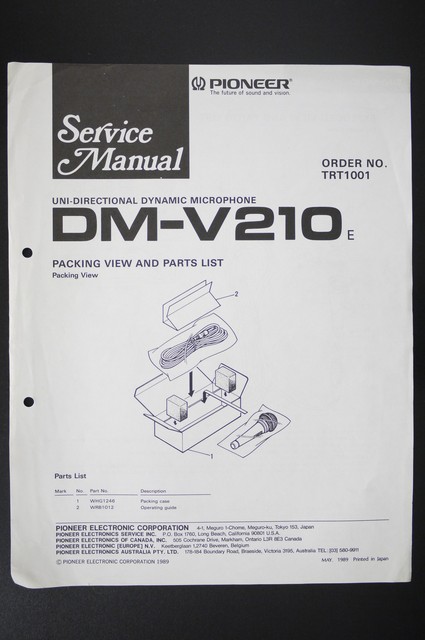 PIONEER
The future of sound and vision.
Service
Manual
ORDER NO.
TRT1001
UNI-DIRECTIONAL DYNAMIC MICROPHONE
DM-V210 E
PACKING VIEW AND PARTS LIST
Packing View
2
1
Parts List
Mark No. Part No. Description
1 WHG1248 Packing case
2 WRB1012 Operating guide
PIONEER ELECTRONIC CORPORATION 4-1, Meguro 1-Chome, Meguro-ku, Tokyo 153, Japan
PIONEER ELECTRONICS SERVICE INC. P.O. Box 1760, Long Beach, California 90801 U.S.A.
PIONEER ELECTRONICS OF CANADA, INC. 505 Cochrane Drive, Markham, Ontario L3R 8E3 Canada
PIONEER ELECTRONIC [EUROPE] N.V. Keetberglaan 1, 2740 Beveren, Belgium
PIONEER ELECTRONICS AUSTRALIA PTY. LTD. 178-184 Boundary Road, Braeside, Victoria 3195, Australia TEL: [03] 580-9911
© PIONEER ELECTRONIC CORPORATION 1989
MAY. 1989 Printed in Japan